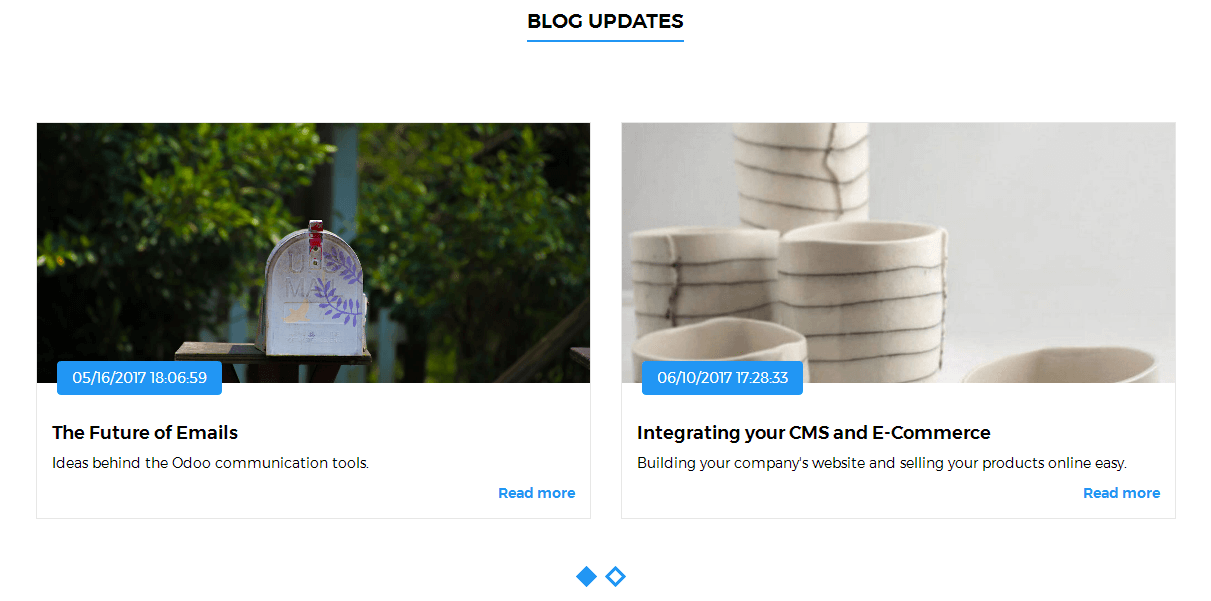 BLOG UPDATES
U.S.
MAIL
05/16/2017 18:06:59
The Future of Emails
Ideas behind the Odoo communication tools.
Read more
06/10/2017 17:28:33
Integrating your CMS and E-Commerce
Building your company's website and selling your products online easy.
Read more